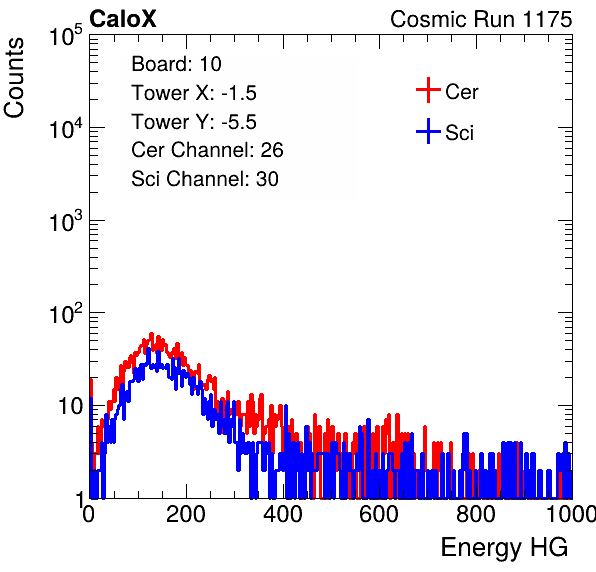 CaloX Cosmic Run 1175
Counts
10^5
10^4
10^3
10^2
10
1
Board: 10
Tower X: -1.5
Tower Y: -5.5
Cer Channel: 26
Sci Channel: 30
Cer
Sci
0 200 400 600 800 1000
Energy HG